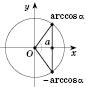 y
arccos α
a
O
x
−arccos α